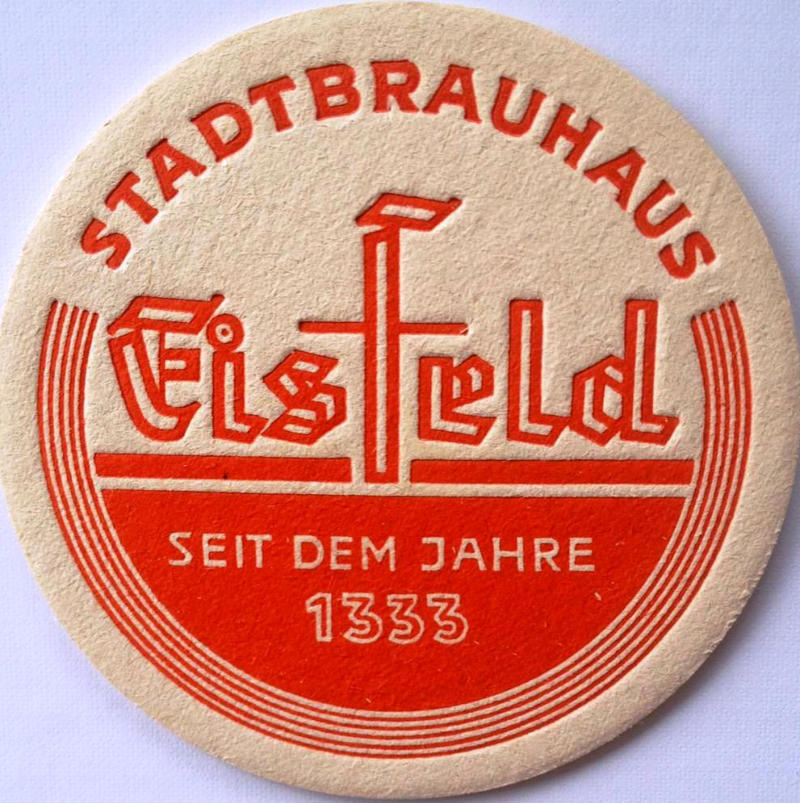 STADTBRAUHAUS
Eisfeld
SEIT DEM JAHRE
1333